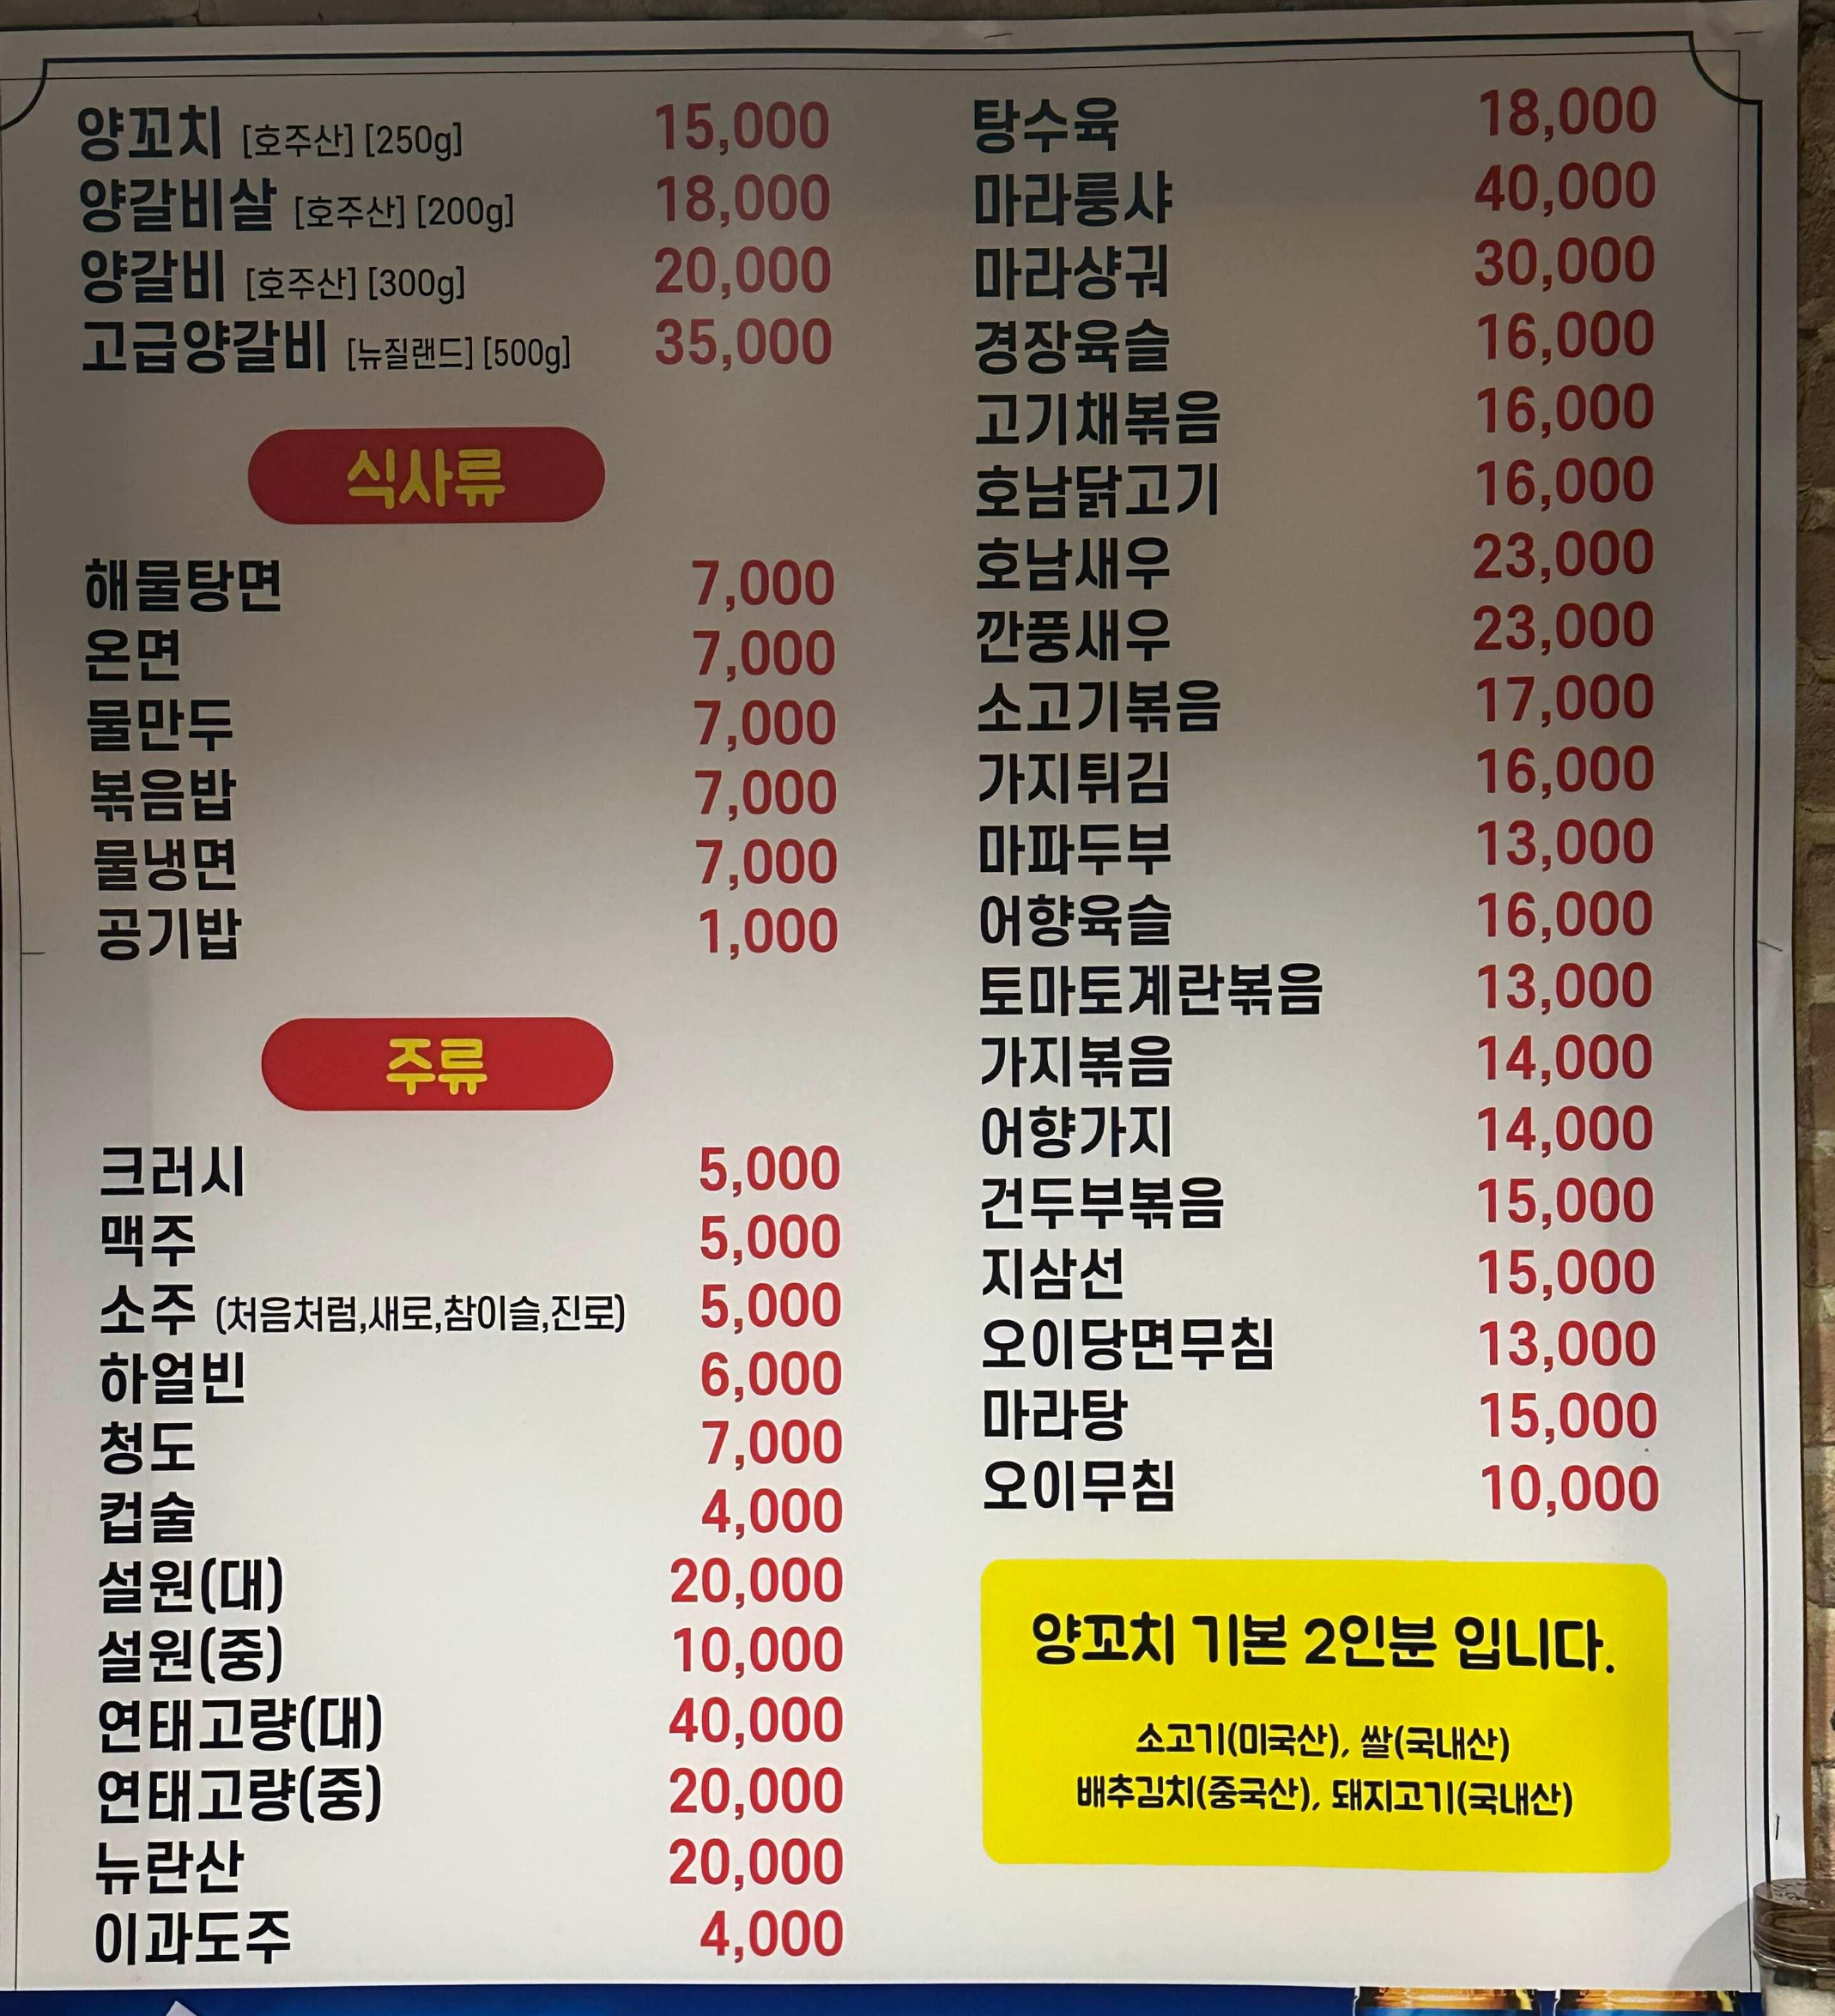 양꼬치 [호주산] [250g] 15,000
양갈비살 [호주산] [200g] 18,000
양갈비 [호주산] [300g] 20,000
고급양갈비 [뉴질랜드] [500g] 35,000
식사류
해물탕면 7,000
온면 7,000
물만두 7,000
볶음밥 7,000
물냉면 7,000
공기밥 1,000
주류
크러시 5,000
맥주 5,000
소주 (처음처럼,새로,참이슬,진로) 5,000
하얼빈 6,000
청도 7,000
컵술 4,000
설원(대) 20,000
설원(중) 10,000
연태고량(대) 40,000
연태고량(중) 20,000
뉴란산 20,000
이과도주 4,000
탕수육 18,000
마라룽샤 40,000
마라샹궈 30,000
경장육슬 16,000
고기채볶음 16,000
호남닭고기 16,000
호남새우 23,000
깐풍새우 23,000
소고기볶음 17,000
가지튀김 16,000
마파두부 13,000
어향육슬 16,000
토마토계란볶음 13,000
가지볶음 14,000
어향가지 14,000
건두부볶음 15,000
지삼선 15,000
오이당면무침 13,000
마라탕 15,000
오이무침 10,000
양꼬치 기본 2인분 입니다.
소고기(미국산), 쌀(국내산)
배추김치(중국산), 돼지고기(국내산)